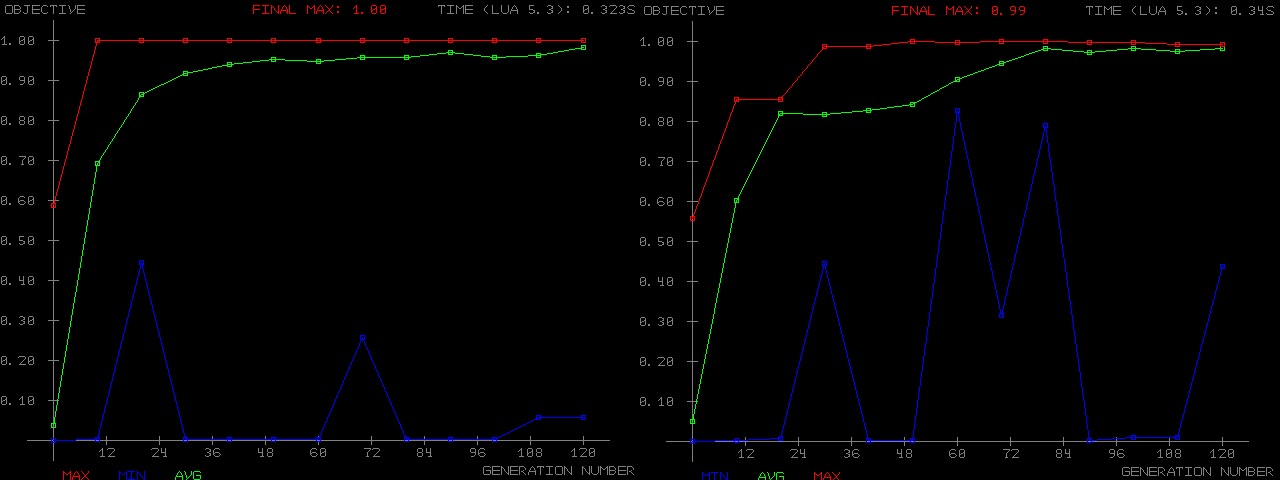 OBJECTIVE FINAL MAX: 1.00 TIME (LUA 5.3): 0.323S
1.00
0.90
0.80
0.70
0.60
0.50
0.40
0.30
0.20
0.10
12 24 36 48 60 72 84 96 108 120
GENERATION NUMBER
MAX MIN AVG
OBJECTIVE FINAL MAX: 0.99 TIME (LUA 5.3): 0.34S
1.00
0.90
0.80
0.70
0.60
0.50
0.40
0.30
0.20
0.10
12 24 36 48 60 72 84 96 108 120
GENERATION NUMBER
MIN AVG MAX